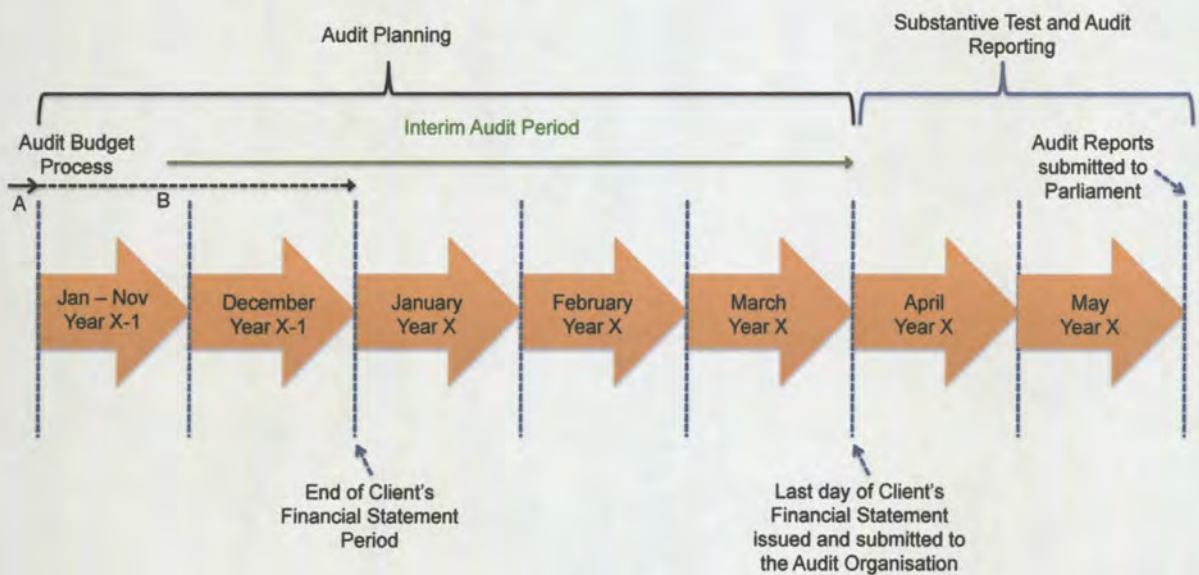 Audit Planning
Substantive Test and Audit
Reporting
Interim Audit Period
Audit Budget
Process
Audit Reports
submitted to
Parliament
A
B
Jan – Nov
Year X-1
December
Year X-1
January
Year X
February
Year X
March
Year X
April
Year X
May
Year X
End of Client's
Financial Statement
Period
Last day of Client's
Financial Statement
issued and submitted to
the Audit Organisation